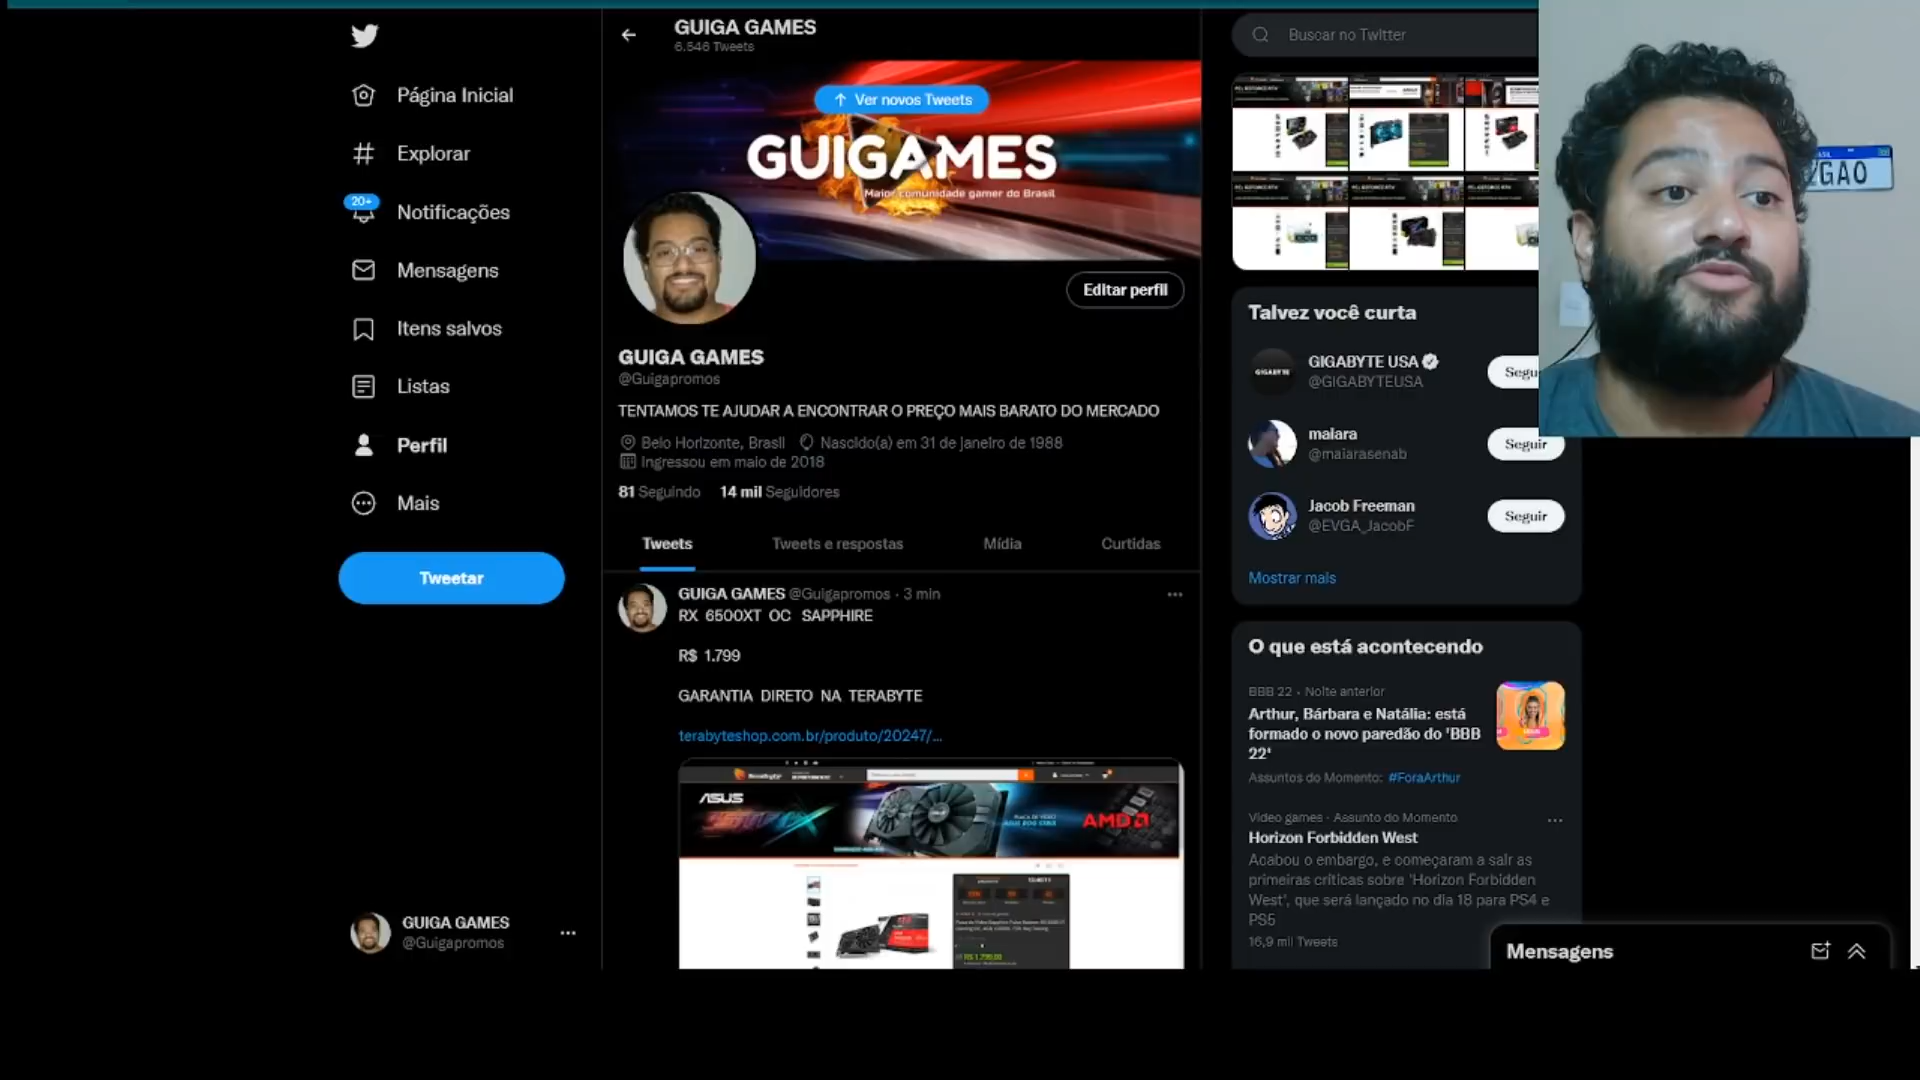 Página Inicial
Explorar
20+
Notificações
Mensagens
Itens salvos
Listas
Perfil
Mais
Tweetar
GUIGA GAMES
@Guigapromos
GUIGA GAMES
6.546 Tweets
Ver novos Tweets
GUIGAMES
Maior comunidade gamer do Brasil
Editar perfil
GUIGA GAMES
@Guigapromos
TENTAMOS TE AJUDAR A ENCONTRAR O PREÇO MAIS BARATO DO MERCADO
Belo Horizonte, Brasil Nascido(a) em 31 de janeiro de 1988
Ingressou em maio de 2018
81 Seguindo 14 mil Seguidores
Tweets Tweets e respostas Mídia Curtidas
GUIGA GAMES @Guigapromos · 3 min
RX 6500XT OC SAPPHIRE
R$ 1.799
GARANTIA DIRETO NA TERABYTE
terabyteshop.com.br/produto/20247/...
ASUS
AMD
R$ 1.799,00
Buscar no Twitter
Talvez você curta
GIGABYTE
GIGABYTE USA
@GIGABYTEUSA
Segu
maiara
@maiarasenab
Seguir
Jacob Freeman
@EVGA_JacobF
Seguir
Mostrar mais
O que está acontecendo
BBB 22 · Noite anterior
Arthur, Bárbara e Natália: está
formado o novo paredão do 'BBB
22'
Assuntos do Momento: #ForaArthur
Video games · Assunto do Momento
Horizon Forbidden West
Acabou o embargo, e começaram a sair as
primeiras críticas sobre 'Horizon Forbidden
West', que será lançado no dia 18 para PS4 e
PS5
16,9 mil Tweets
Mensagens
GAO